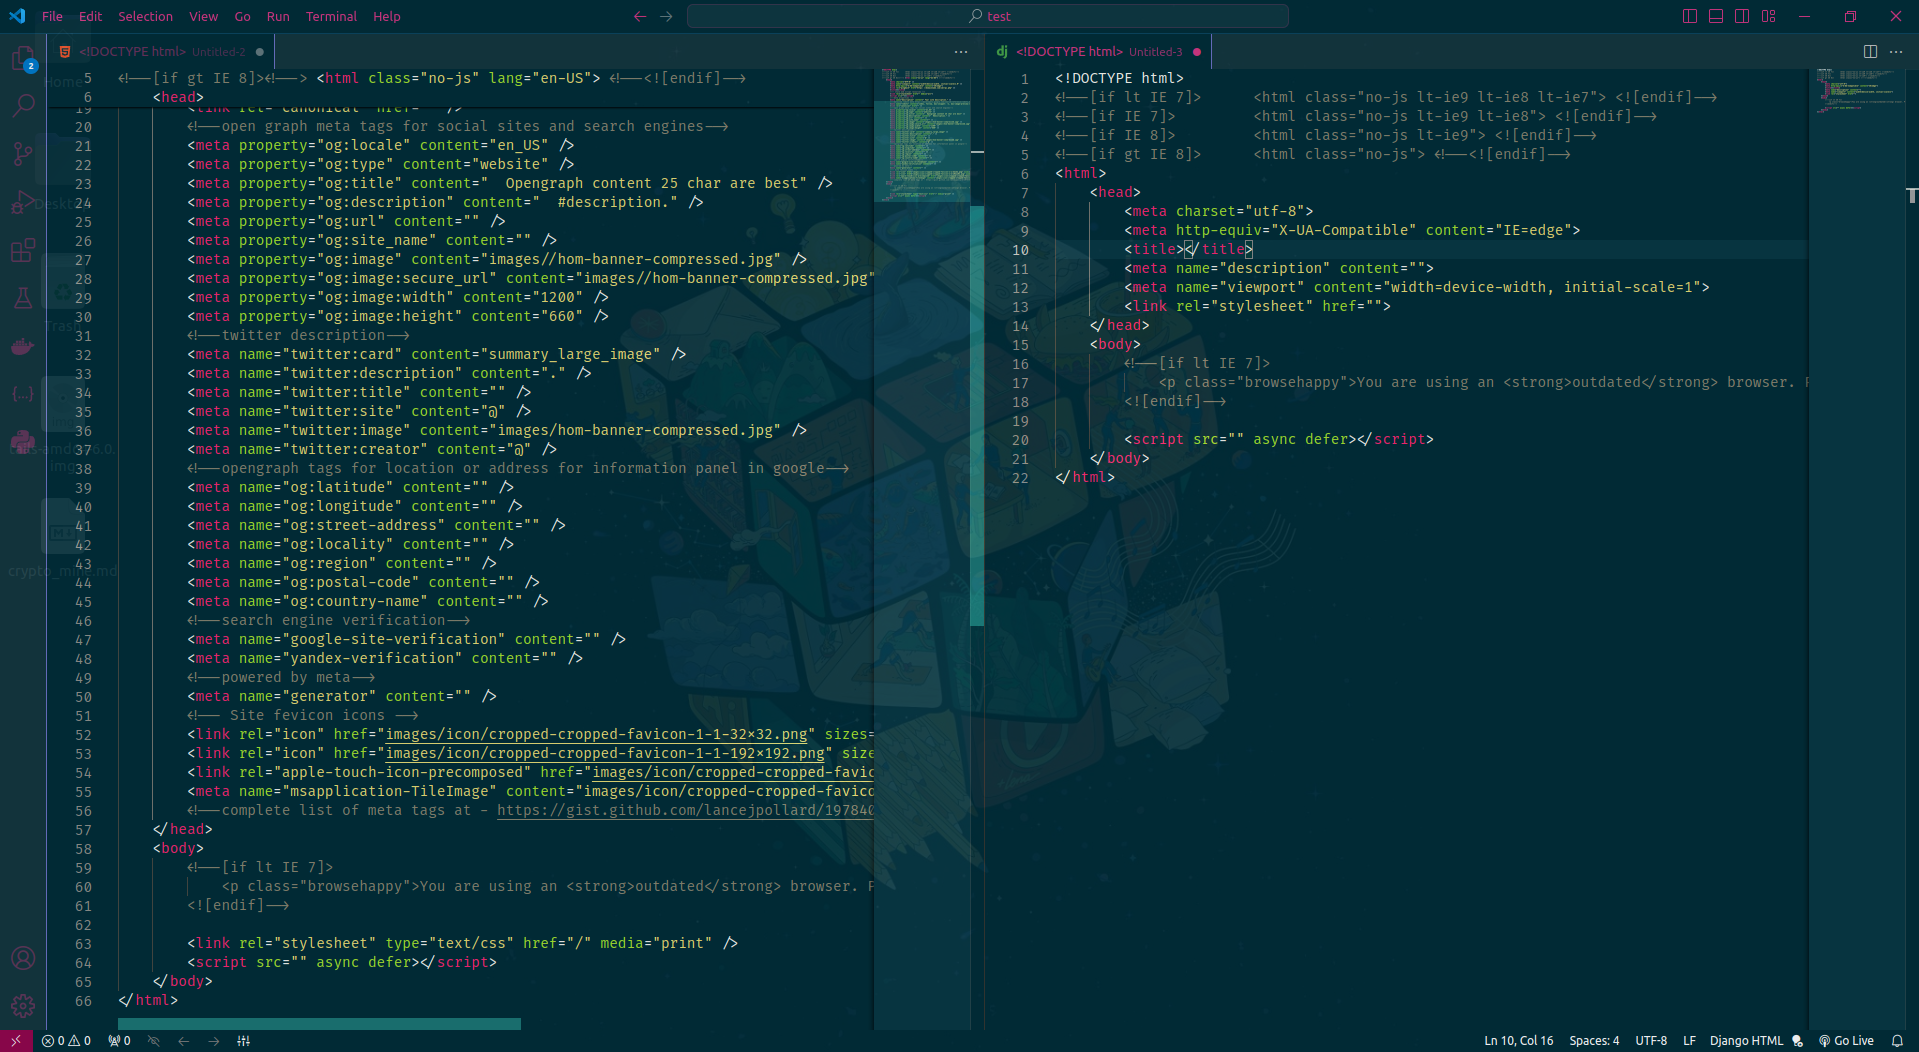 File Edit Selection View Go Run Terminal Help
test
<!DOCTYPE html> Untitled-2
5 <!--[if gt IE 8]><!--> <html class="no-js" lang="en-US"> <!--<![endif]-->
6 <head>
19 <link rel="canonical" href="" />
20 <!--open graph meta tags for social sites and search engines-->
21 <meta property="og:locale" content="en_US" />
22 <meta property="og:type" content="website" />
23 <meta property="og:title" content="  Opengraph content 25 char are best" />
24 <meta property="og:description" content="  #description." />
25 <meta property="og:url" content="" />
26 <meta property="og:site_name" content="" />
27 <meta property="og:image" content="images//hom-banner-compressed.jpg" />
28 <meta property="og:image:secure_url" content="images//hom-banner-compressed.jpg"
29 <meta property="og:image:width" content="1200" />
30 <meta property="og:image:height" content="660" />
31 <!--twitter description-->
32 <meta name="twitter:card" content="summary_large_image" />
33 <meta name="twitter:description" content="." />
34 <meta name="twitter:title" content="" />
35 <meta name="twitter:site" content="@" />
36 <meta name="twitter:image" content="images/hom-banner-compressed.jpg" />
37 <meta name="twitter:creator" content="@" />
38 <!--opengraph tags for location or address for information panel in google-->
39 <meta name="og:latitude" content="" />
40 <meta name="og:longitude" content="" />
41 <meta name="og:street-address" content="" />
42 <meta name="og:locality" content="" />
43 <meta name="og:region" content="" />
44 <meta name="og:postal-code" content="" />
45 <meta name="og:country-name" content="" />
46 <!--search engine verification-->
47 <meta name="google-site-verification" content="" />
48 <meta name="yandex-verification" content="" />
49 <!--powered by meta-->
50 <meta name="generator" content="" />
51 <!-- Site fevicon icons -->
52 <link rel="icon" href="images/icon/cropped-cropped-favicon-1-1-32×32.png" sizes=
53 <link rel="icon" href="images/icon/cropped-cropped-favicon-1-1-192×192.png" size
54 <link rel="apple-touch-icon-precomposed" href="images/icon/cropped-cropped-favic
55 <meta name="msapplication-TileImage" content="images/icon/cropped-cropped-favico
56 <!--complete list of meta tags at - https://gist.github.com/lancejpollard/197840
57 </head>
58 <body>
59 <!--[if lt IE 7]>
60 <p class="browsehappy">You are using an <strong>outdated</strong> browser. P
61 <![endif]-->
62
63 <link rel="stylesheet" type="text/css" href="/" media="print" />
64 <script src="" async defer></script>
65 </body>
66 </html>
dj <!DOCTYPE html> Untitled-3
1 <!DOCTYPE html>
2 <!--[if lt IE 7]>      <html class="no-js lt-ie9 lt-ie8 lt-ie7"> <![endif]-->
3 <!--[if IE 7]>         <html class="no-js lt-ie9 lt-ie8"> <![endif]-->
4 <!--[if IE 8]>         <html class="no-js lt-ie9"> <![endif]-->
5 <!--[if gt IE 8]>      <html class="no-js"> <!--<![endif]-->
6 <html>
7 <head>
8 <meta charset="utf-8">
9 <meta http-equiv="X-UA-Compatible" content="IE=edge">
10 <title></title>
11 <meta name="description" content="">
12 <meta name="viewport" content="width=device-width, initial-scale=1">
13 <link rel="stylesheet" href="">
14 </head>
15 <body>
16 <!--[if lt IE 7]>
17 <p class="browsehappy">You are using an <strong>outdated</strong> browser. P
18 <![endif]-->
19
20 <script src="" async defer></script>
21 </body>
22 </html>
2
Home
Trash
crypto_mine.md
0 0 0
Ln 10, Col 16 Spaces: 4 UTF-8 LF Django HTML Go Live